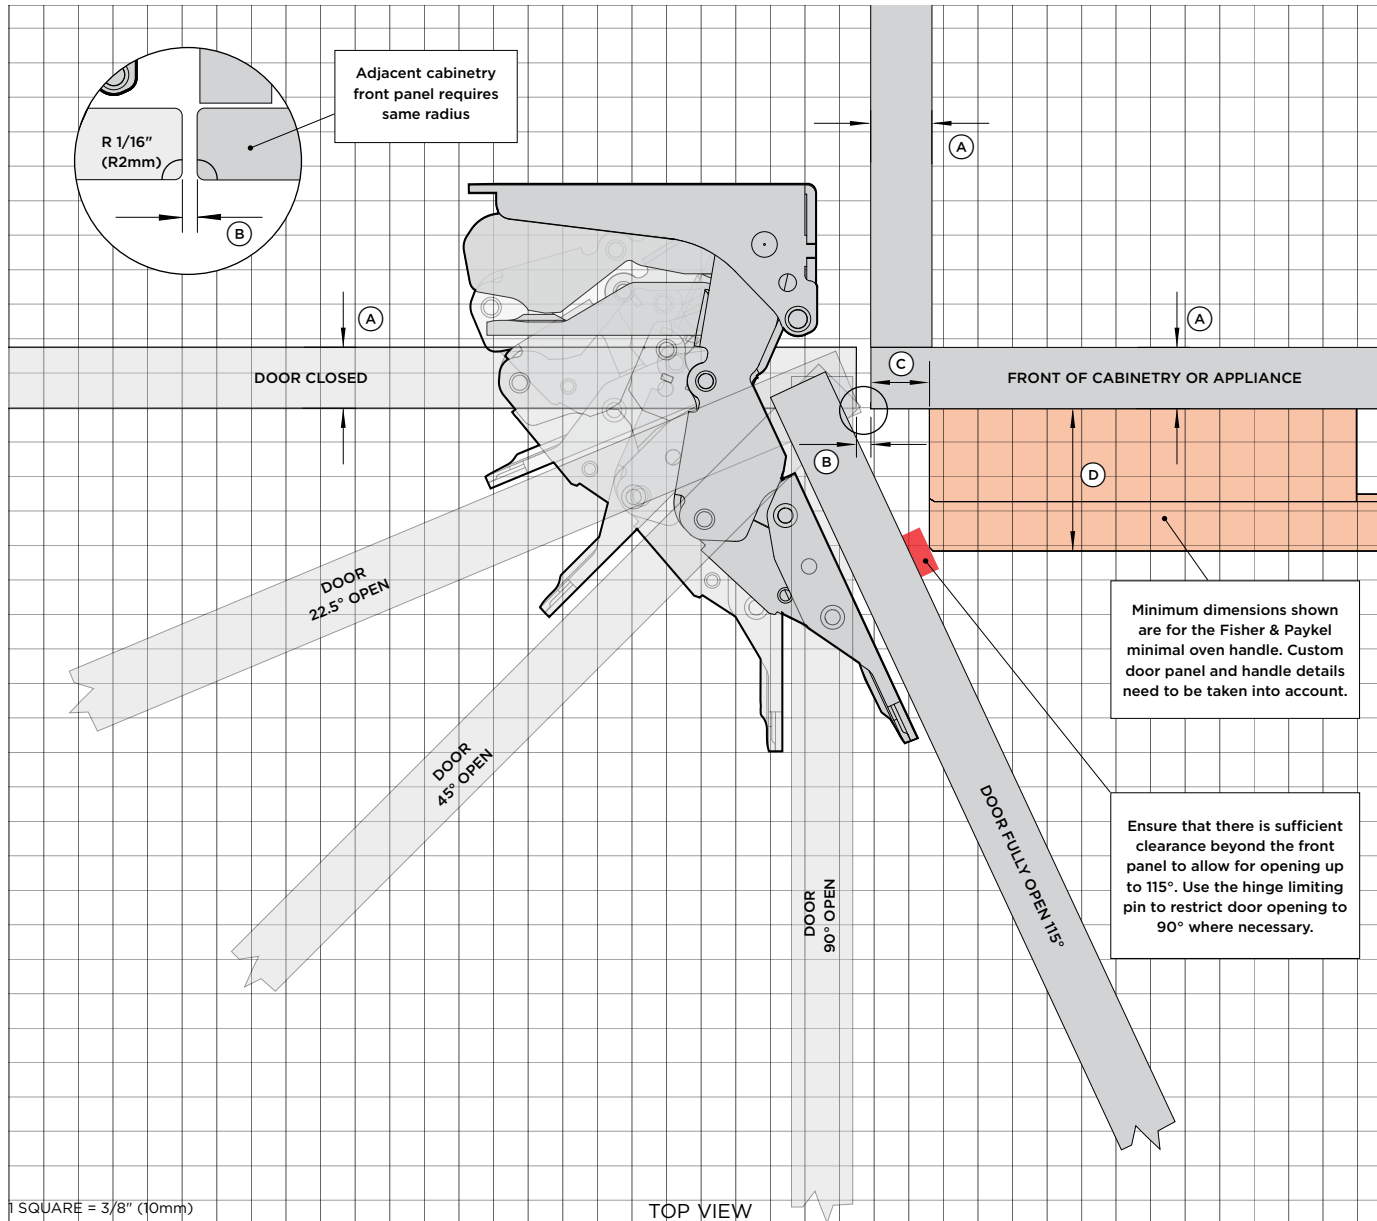 Adjacent cabinetry
front panel requires
same radius
R 1/16"
(R2mm)
B
A
A
A
DOOR CLOSED
C
FRONT OF CABINETRY OR APPLIANCE
B
D
DOOR
22.5° OPEN
DOOR
45° OPEN
DOOR
90° OPEN
DOOR FULLY OPEN 115°
Minimum dimensions shown
are for the Fisher & Paykel
minimal oven handle. Custom
door panel and handle details
need to be taken into account.
Ensure that there is sufficient
clearance beyond the front
panel to allow for opening up
to 115°. Use the hinge limiting
pin to restrict door opening to
90° where necessary.
1 SQUARE = 3/8" (10mm)
TOP VIEW